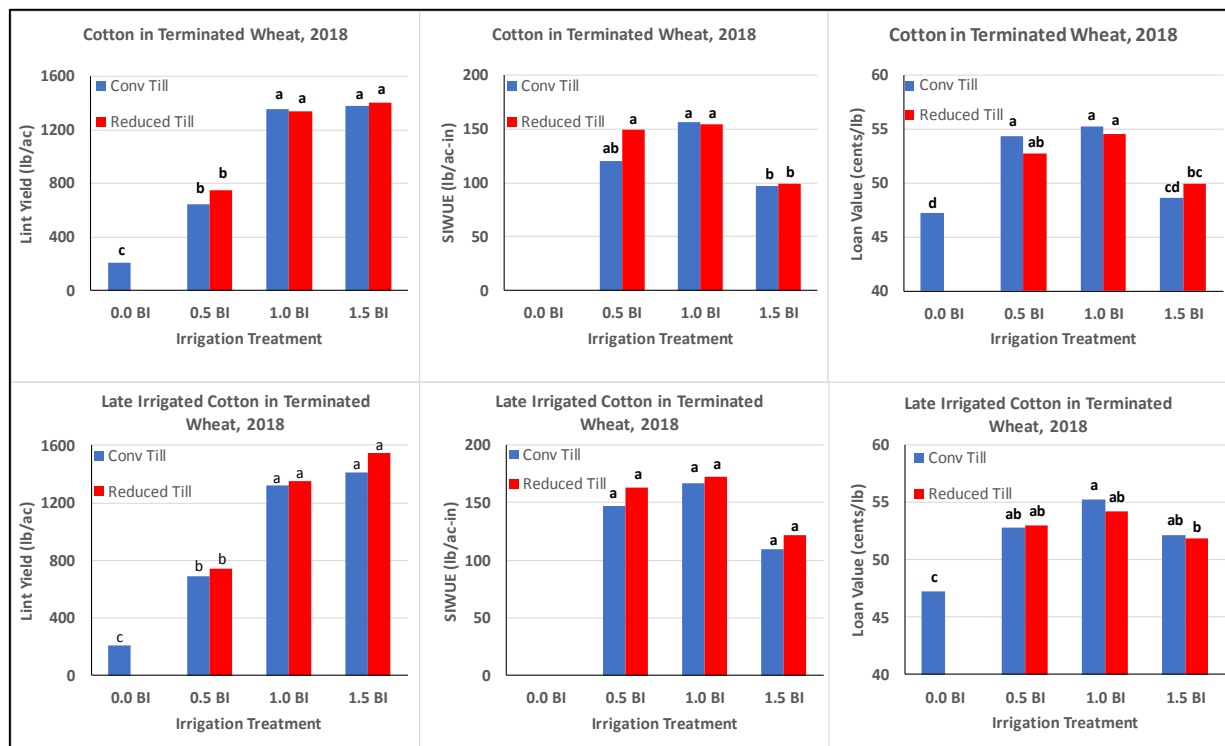 Cotton in Terminated Wheat, 2018
Lint Yield (lb/ac)
1600
1200
800
400
0
Conv Till
Reduced Till
c
b b
a a
a a
0.0 BI 0.5 BI 1.0 BI 1.5 BI
Irrigation Treatment
Cotton in Terminated Wheat, 2018
SIWUE (lb/ac-in)
200
150
100
50
0
Conv Till
Reduced Till
ab a
a a
b b
0.0 BI 0.5 BI 1.0 BI 1.5 BI
Irrigation Treatment
Cotton in Terminated Wheat, 2018
Loan Value (cents/lb)
60
55
50
45
40
Conv Till
Reduced Till
d
a ab
a a
cd bc
0.0 BI 0.5 BI 1.0 BI 1.5 BI
Irrigation Treatment
Late Irrigated Cotton in Terminated
Wheat, 2018
Lint Yield (lb/ac)
1600
1200
800
400
0
Conv Till
Reduced Till
c
b b
a a
a a
0.0 BI 0.5 BI 1.0 BI 1.5 BI
Irrigation Treatment
Late Irrigated Cotton in Terminated
Wheat, 2018
SIWUE (lb/ac-in)
200
150
100
50
0
Conv Till
Reduced Till
a a
a a
a a
0.0 BI 0.5 BI 1.0 BI 1.5 BI
Irrigation Treatment
Late Irrigated Cotton in Terminated
Wheat, 2018
Loan Value (cents/lb)
60
55
50
45
40
Conv Till
Reduced Till
c
ab ab
a ab
ab b
0.0 BI 0.5 BI 1.0 BI 1.5 BI
Irrigation Treatment